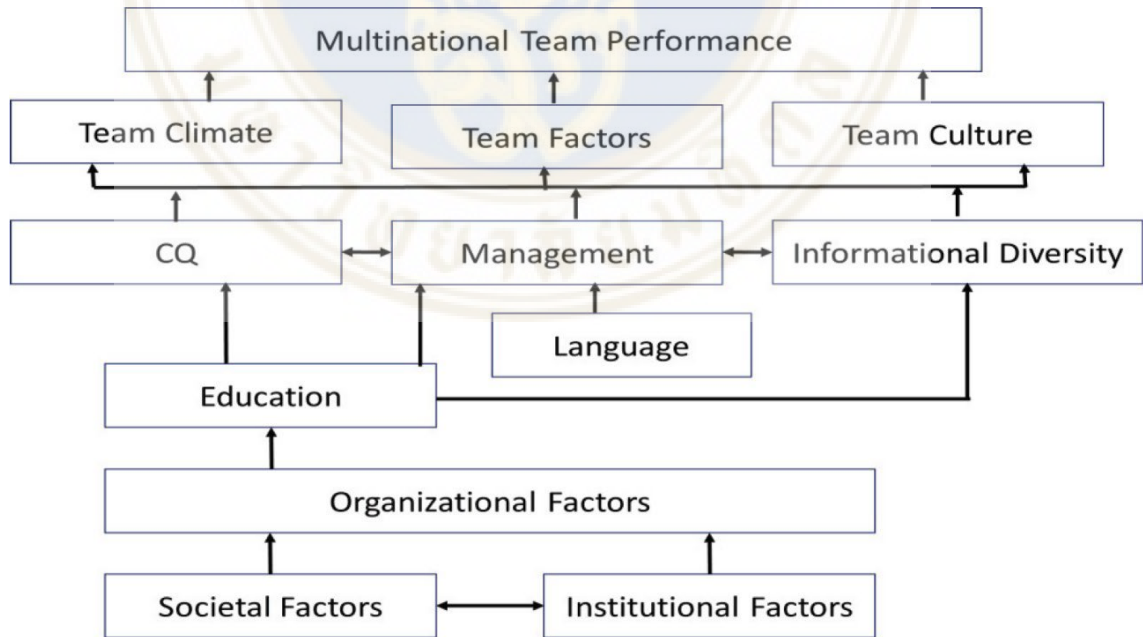 Multinational Team Performance
Team Climate
Team Factors
Team Culture
CQ
Management
Informational Diversity
Language
Education
Organizational Factors
Societal Factors
Institutional Factors